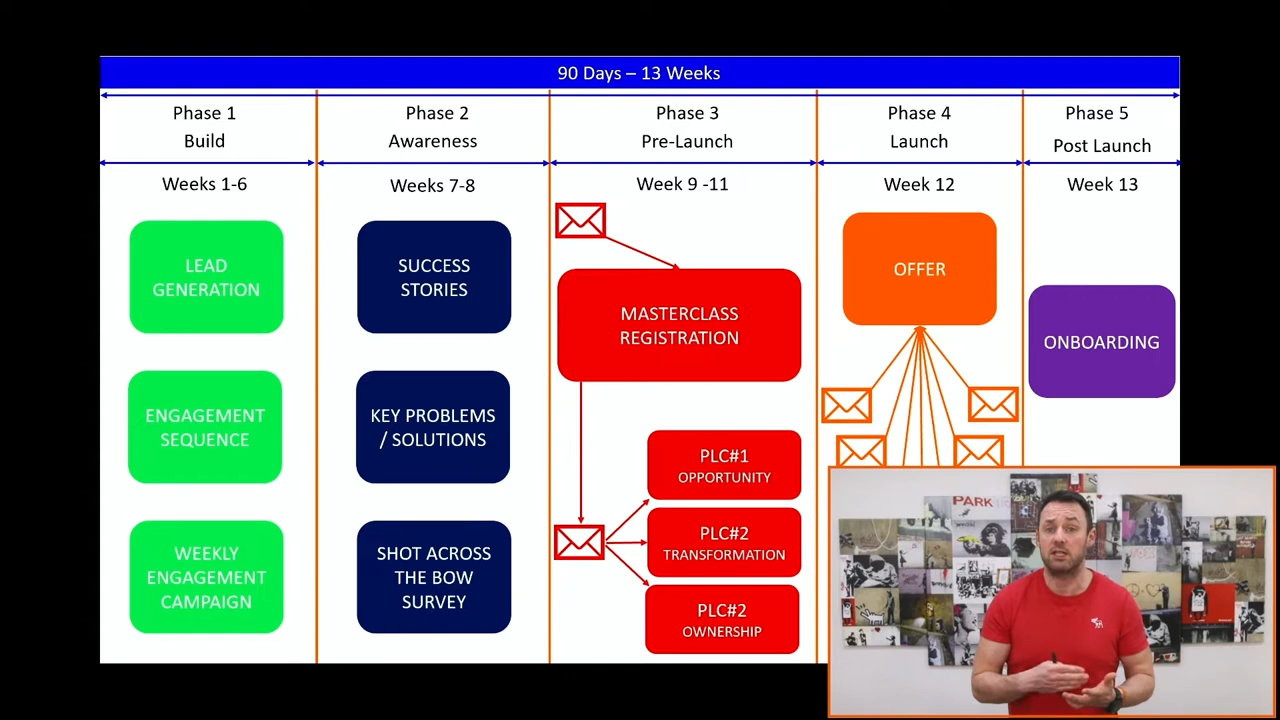 90 Days – 13 Weeks
Phase 1
Build
Phase 2
Awareness
Phase 3
Pre-Launch
Phase 4
Launch
Phase 5
Post Launch
Weeks 1-6
Weeks 7-8
Week 9 -11
Week 12
Week 13
LEAD
GENERATION
ENGAGEMENT
SEQUENCE
WEEKLY
ENGAGEMENT
CAMPAIGN
SUCCESS
STORIES
KEY PROBLEMS
/ SOLUTIONS
SHOT ACROSS
THE BOW
SURVEY
MASTERCLASS
REGISTRATION
PLC#1
OPPORTUNITY
PLC#2
TRANSFORMATION
PLC#2
OWNERSHIP
OFFER
ONBOARDING
PARK